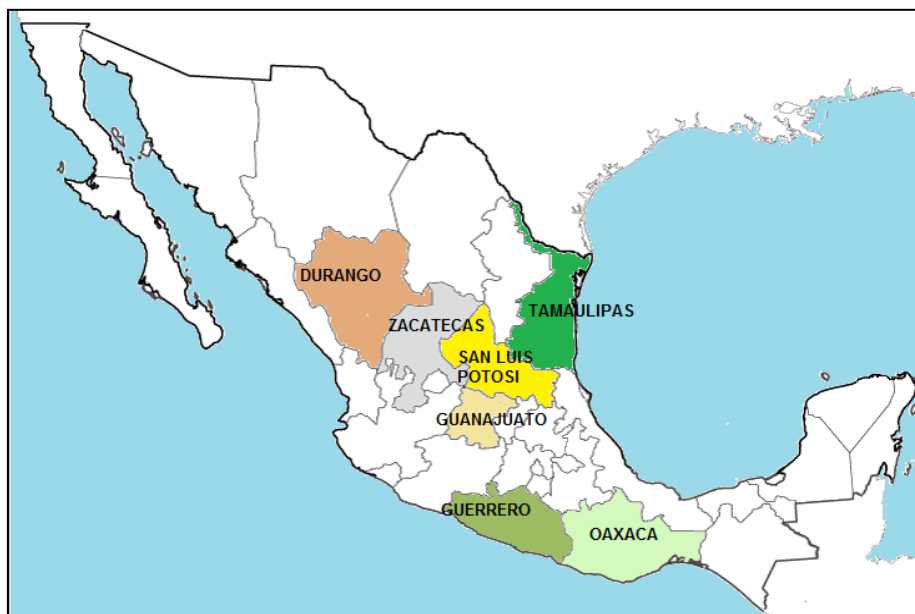 DURANGO
TAMAULIPAS
ZACATECAS
SAN LUIS
POTOSI
GUANAJUATO
GUERRERO
OAXACA